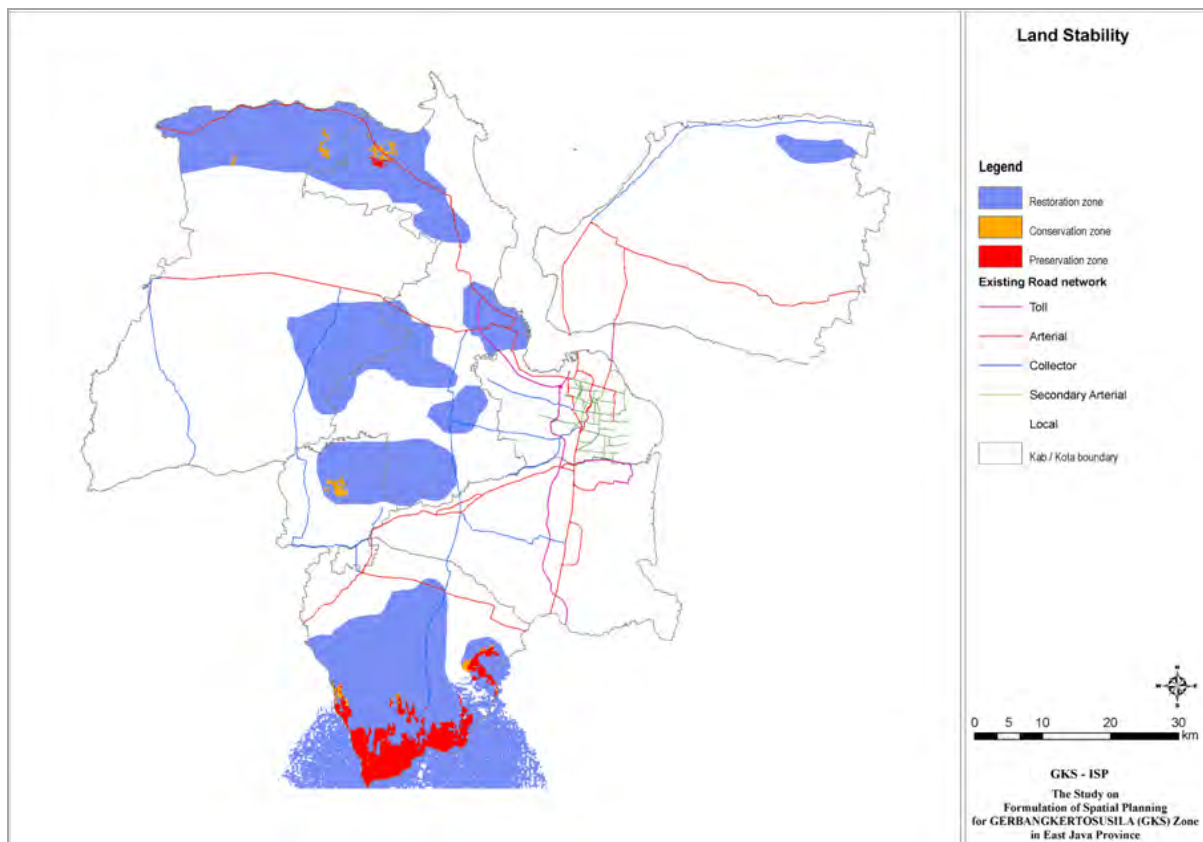 Land Stability
Legend
Restoration zone
Conservation zone
Preservation zone
Existing Road network
Toll
Arterial
Collector
Secondary Arterial
Local
Kab / Kota boundary
N
W E
S
0 5 10 20 30
km
GKS - ISP
The Study on
Formulation of Spatial Planning
for GERBANGKERTOSUSILA (GKS) Zone
in East Java Province